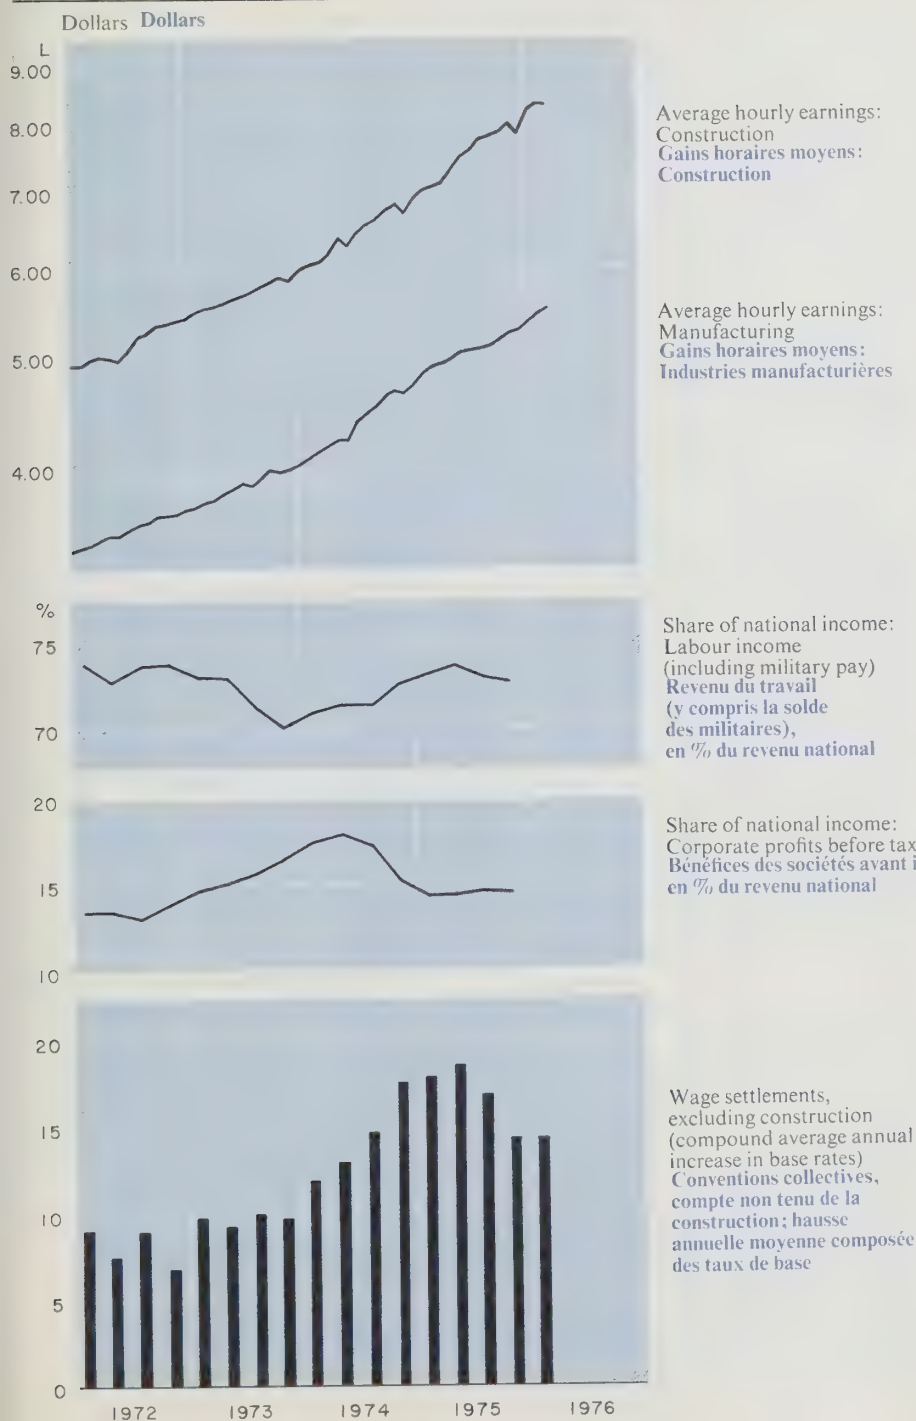 Dollars Dollars
L
9.00
8.00
7.00
6.00
5.00
4.00
Average hourly earnings:
Construction
Gains horaires moyens:
Construction
Average hourly earnings:
Manufacturing
Gains horaires moyens:
Industries manufacturières
%
75
70
Share of national income:
Labour income
(including military pay)
Revenu du travail
(y compris la solde
des militaires),
en % du revenu national
20
15
10
Share of national income:
Corporate profits before tax
Bénéfices des sociétés avant i
en % du revenu national
20
15
10
5
0
Wage settlements,
excluding construction
(compound average annual
increase in base rates)
Conventions collectives,
compte non tenu de la
construction; hausse
annuelle moyenne composée
des taux de base
1972 1973 1974 1975 1976